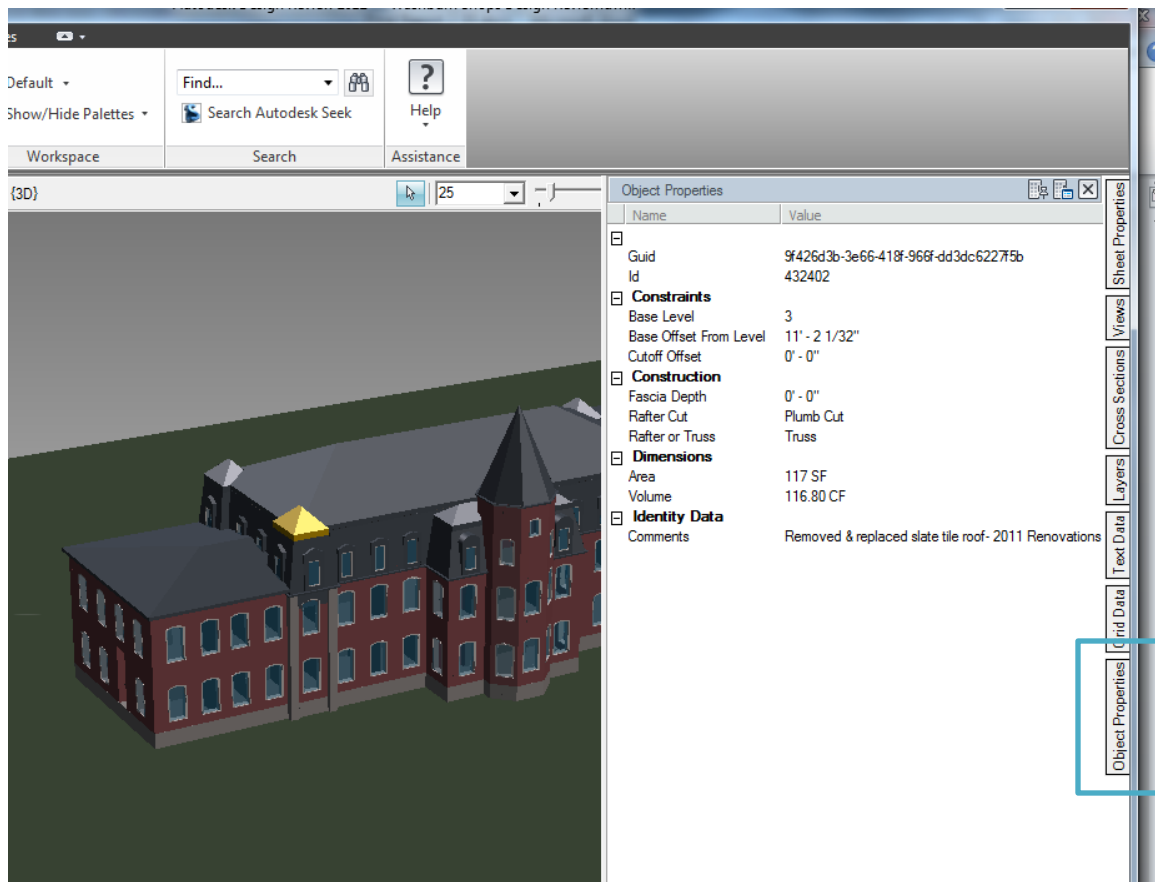 Default
Find...
Show/Hide Palettes
Search Autodesk Seek
Help
Workspace
Search
Assistance
{3D}
25
Object Properties
Name Value
Guid 9f426d3b-3e66-418f-966f-dd3dc6227f5b
Id 432402
Constraints
Base Level 3
Base Offset From Level 11' - 2 1/32"
Cutoff Offset 0' - 0"
Construction
Fascia Depth 0' - 0"
Rafter Cut Plumb Cut
Rafter or Truss Truss
Dimensions
Area 117 SF
Volume 116.80 CF
Identity Data
Comments Removed & replaced slate tile roof- 2011 Renovations
Sheet Properties
Views
Cross Sections
Layers
Text Data
Grid Data
Object Properties